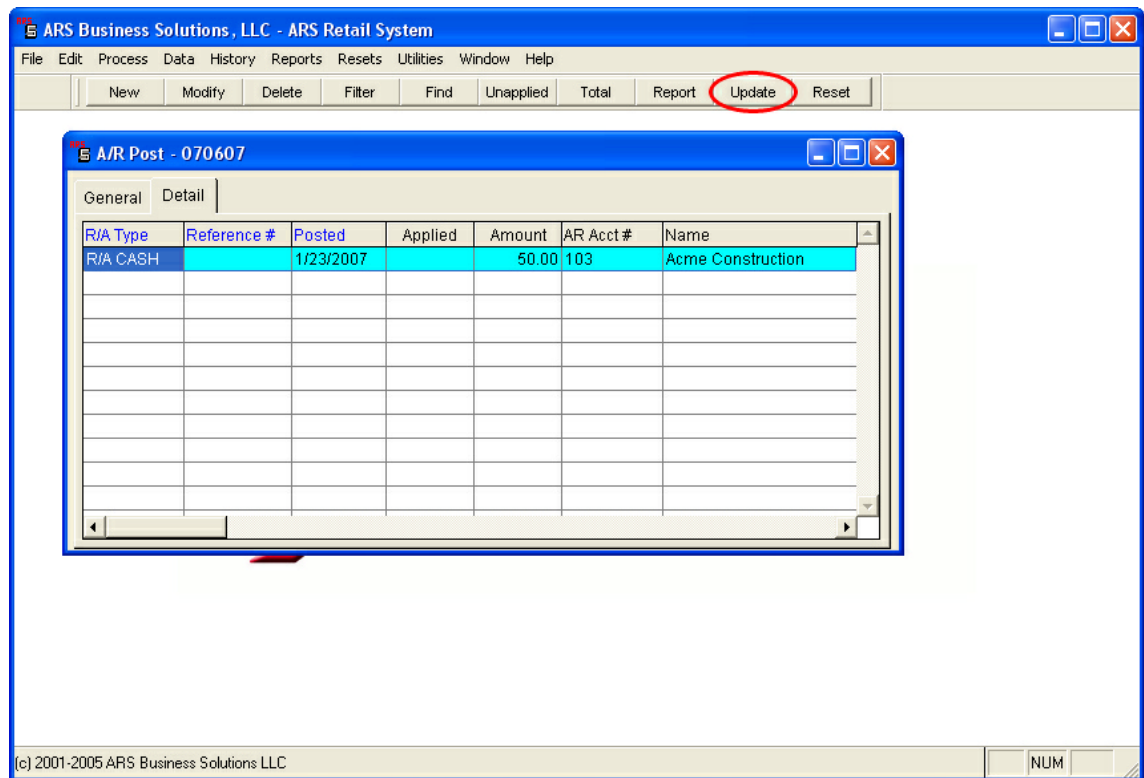 ARS Business Solutions, LLC - ARS Retail System
File Edit Process Data History Reports Resets Utilities Window Help
New Modify Delete Filter Find Unapplied Total Report Update Reset
A/R Post - 070607
General Detail
R/A Type Reference # Posted Applied Amount AR Acct # Name
R/A CASH 1/23/2007 50.00 103 Acme Construction
(c) 2001-2005 ARS Business Solutions LLC NUM